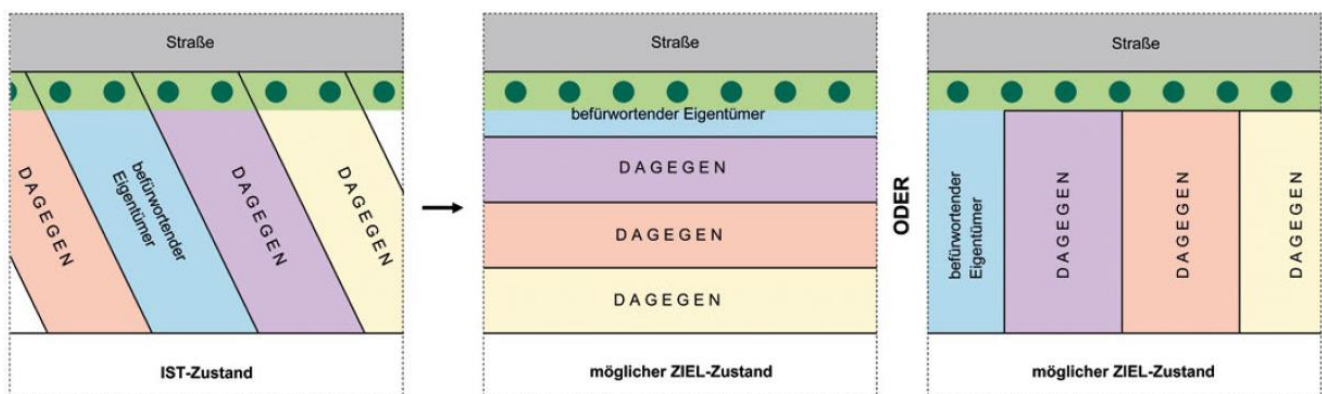 Straße
DAGEGEN
befürwortender
Eigentümer
DAGEGEN
DAGEGEN
IST-Zustand
Straße
befürwortender Eigentümer
DAGEGEN
DAGEGEN
DAGEGEN
möglicher ZIEL-Zustand
ODER
Straße
befürwortender
Eigentümer
DAGEGEN
DAGEGEN
DAGEGEN
möglicher ZIEL-Zustand